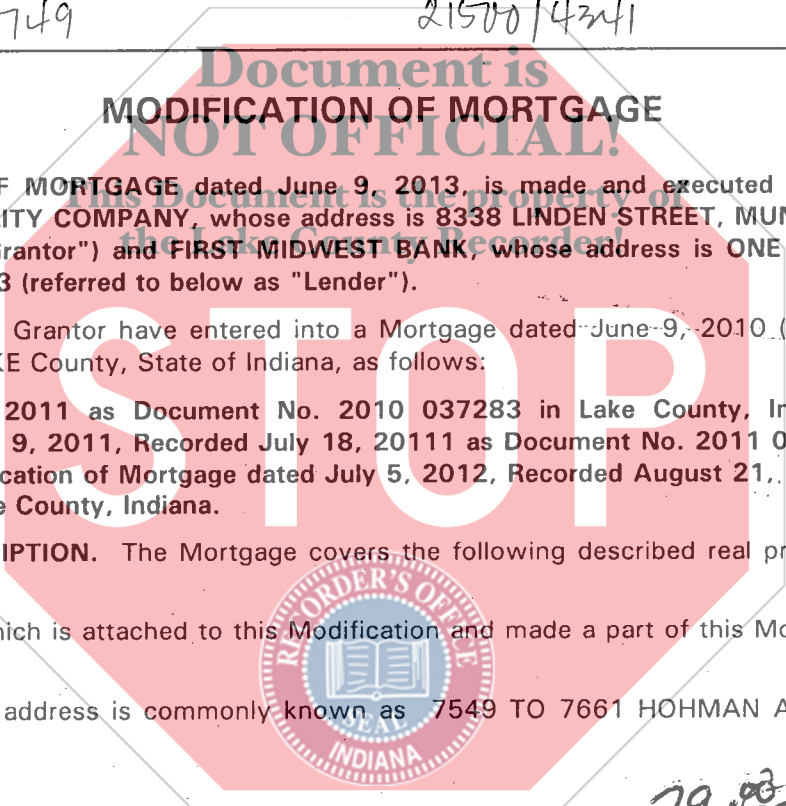 749 21500/4341
Document is
MODIFICATION OF MORTGAGE
NOT OFFICIAL!
F MORTGAGE dated June 9, 2013, is made and executed
This Document is the property of
ITY COMPANY, whose address is 8338 LINDEN STREET, MUN
the Lake County Recorder!
Grantor") and FIRST MIDWEST BANK, whose address is ONE
3 (referred to below as "Lender").
Grantor have entered into a Mortgage dated June 9, 2010 (
KE County, State of Indiana, as follows:
STOP
2011 as Document No. 2010 037283 in Lake County, In
9, 2011, Recorded July 18, 20111 as Document No. 2011 0
cation of Mortgage dated July 5, 2012, Recorded August 21,
e County, Indiana.
IPTION. The Mortgage covers the following described real pr
RECORDER'S OFFICE
hich is attached to this Modification and made a part of this Mo
address is commonly known as 7549 TO 7661 HOHMAN A
SEAL
INDIANA